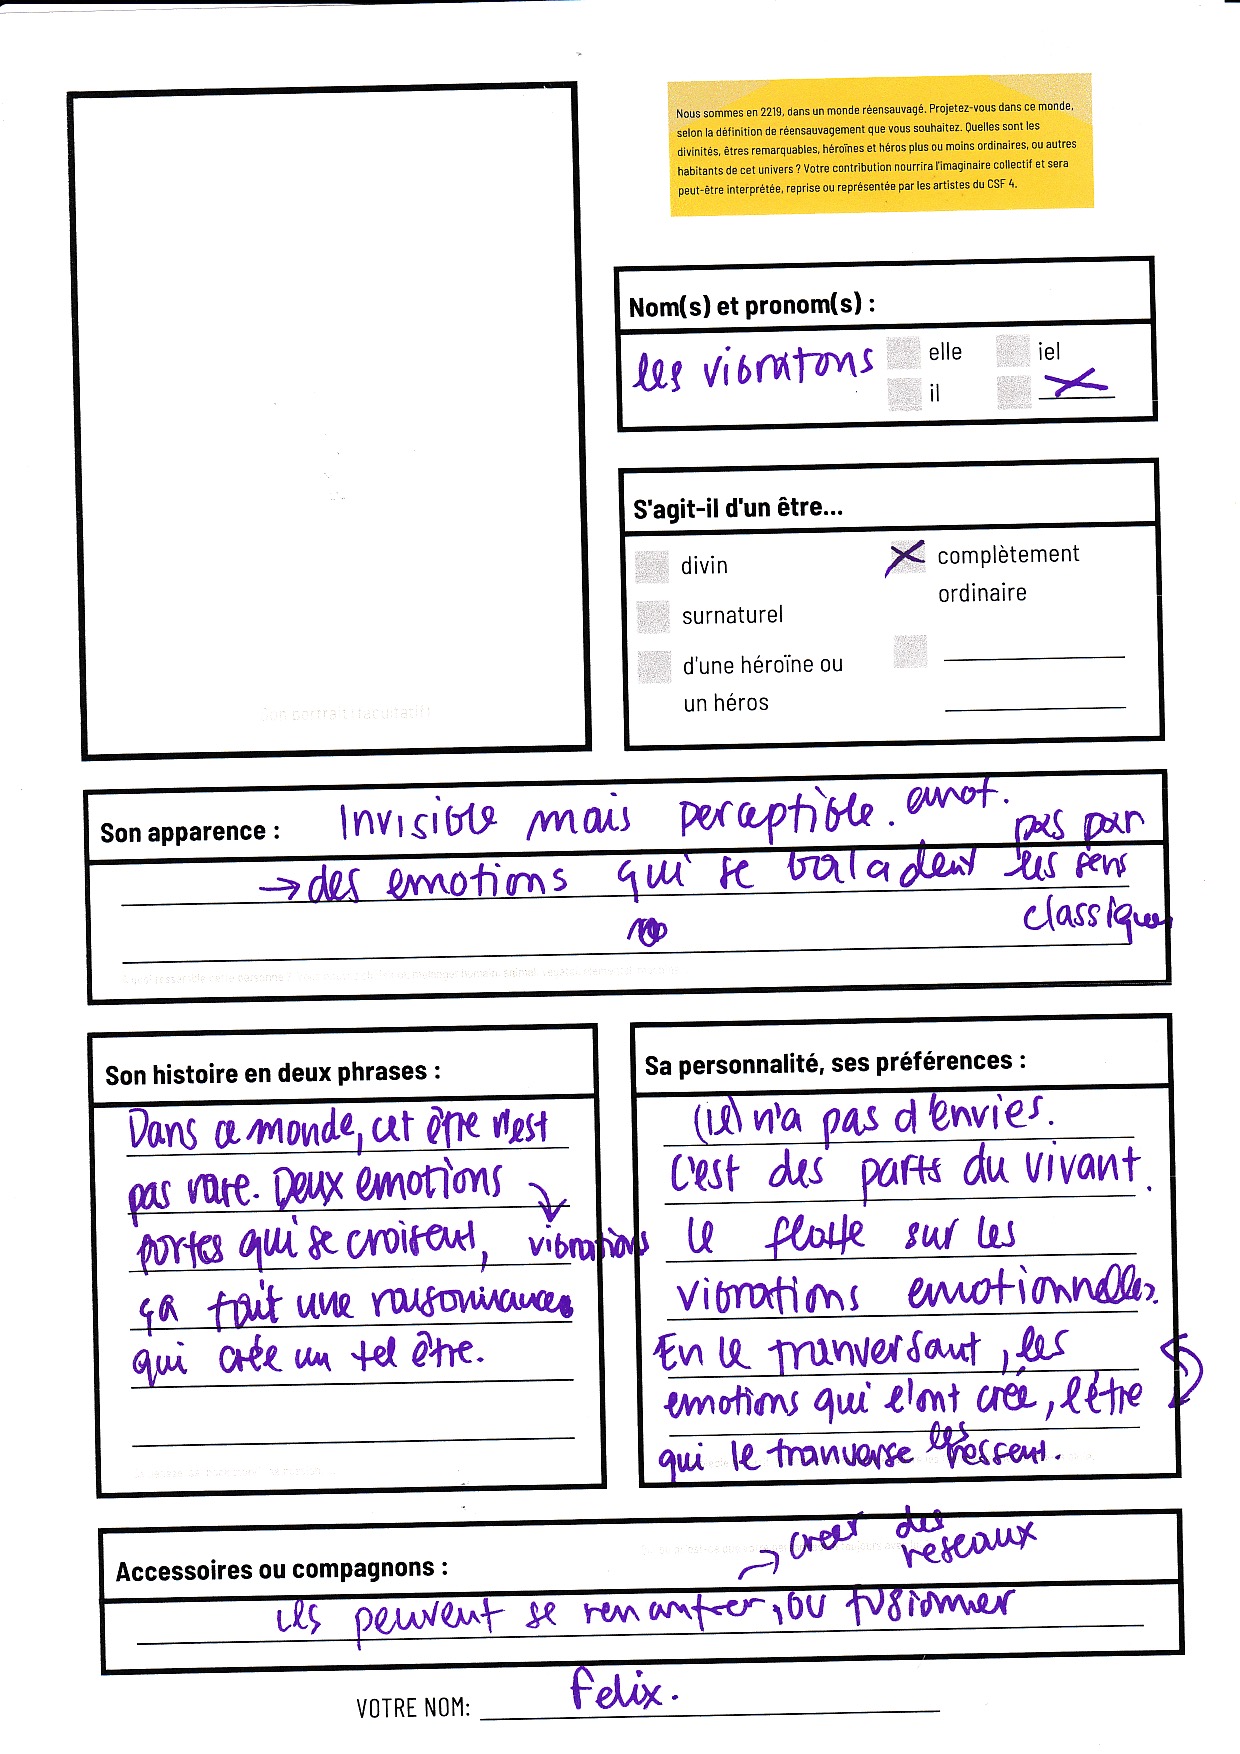 Nous sommes en 2219, dans un monde réensauvagé. Projetez-vous dans ce monde,
selon la définition de réensauvagement que vous souhaitez. Quelles sont les
divinités, êtres remarquables, héroïnes et héros plus ou moins ordinaires, ou autres
habitants de cet univers ? Votre contribution nourrira l'imaginaire collectif et sera
peut-être interprétée, reprise ou représentée par les artistes du CSF 4.
Nom(s) et pronom(s) :
les vibratons
elle
iel
il
S'agit-il d'un être...
divin
complètement
ordinaire
surnaturel
d'une héroïne ou
un héros
Son portrait (facultatif)
Son apparence :
Invisible mais perceptible. emot.
pas par
→ des emotions qui se baladent
les sens
classiques
Son histoire en deux phrases :
Dans ce monde, cet être n'est
pas rare. Deux emotions
fortes qui se croisent, vibrations
ça fait une raisonnances
qui crée un tel être.
Sa personnalité, ses préférences :
(il) n'a pas d'envies.
C'est des parts du vivant.
Il flotte sur les
vibrations emotionnelles.
En le tranversant, les
emotions qui l'ont créé, l'être
qui le tranverse les ressent.
Accessoires ou compagnons :
→ creer des
reseaux
ils peuvent se rencontrer, ou fusionner
VOTRE NOM: Felix.